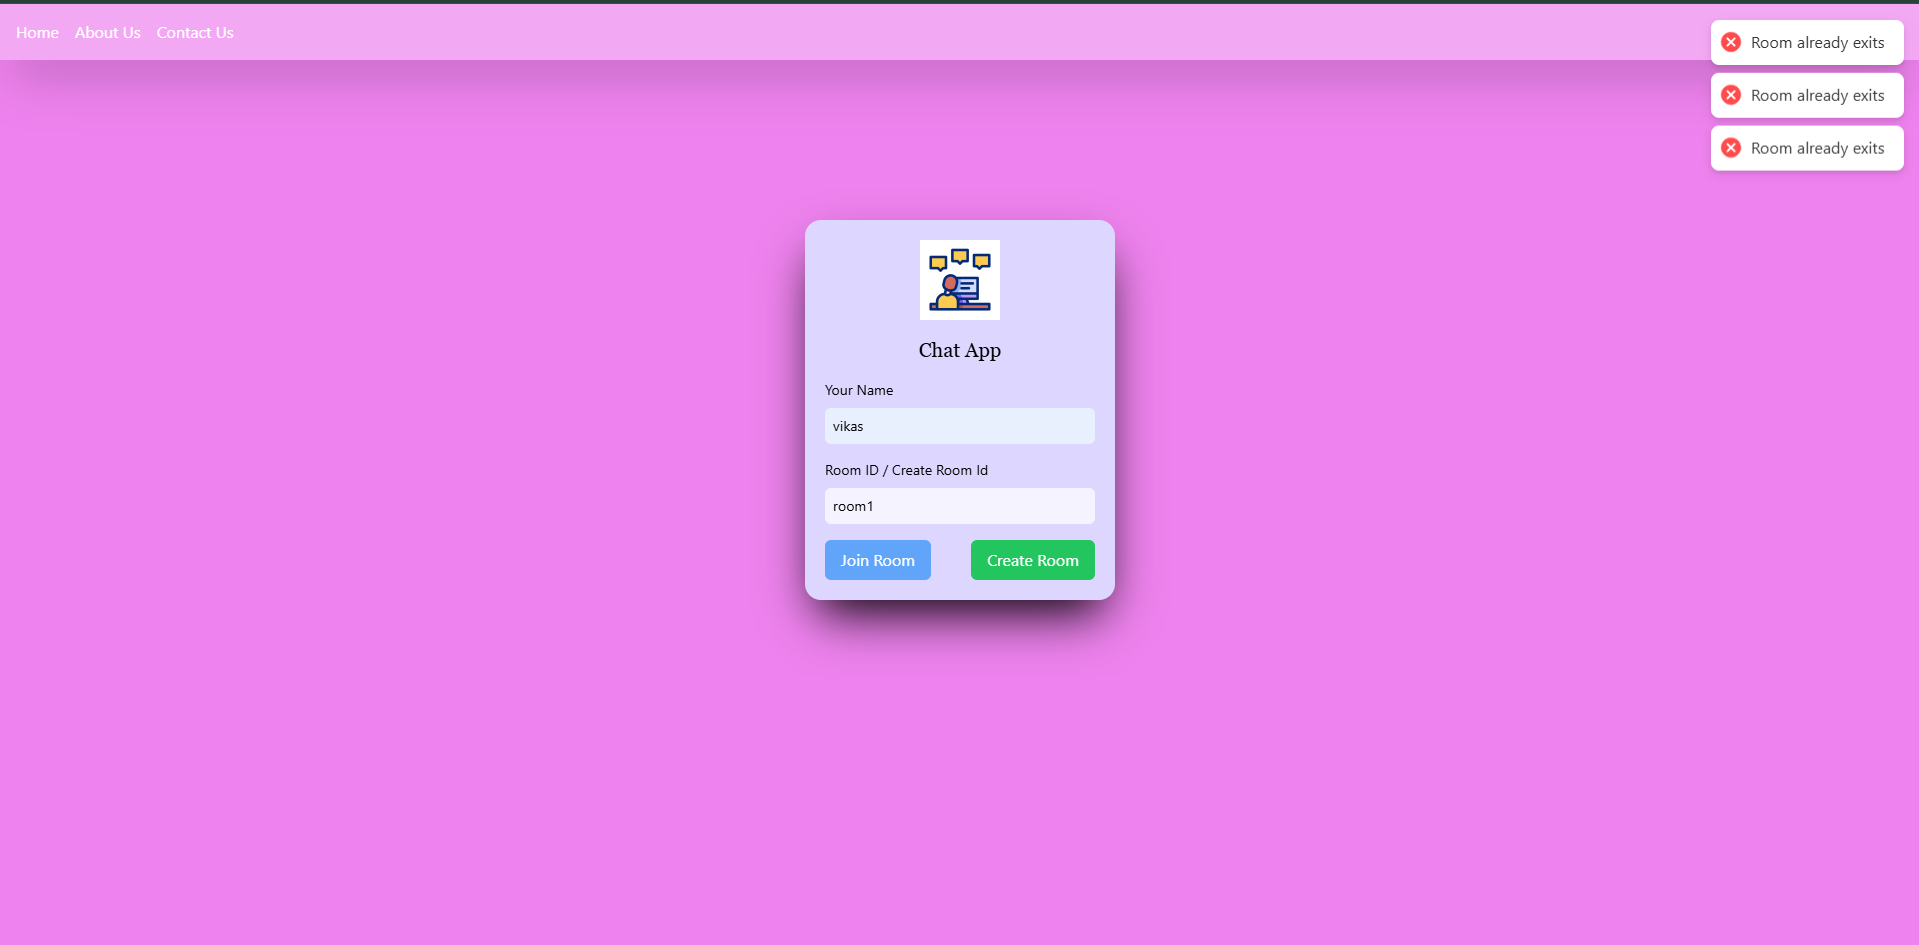 Home About Us Contact Us
Room already exits
Room already exits
Room already exits
Chat App
Your Name
vikas
Room ID / Create Room Id
room1
Join Room Create Room